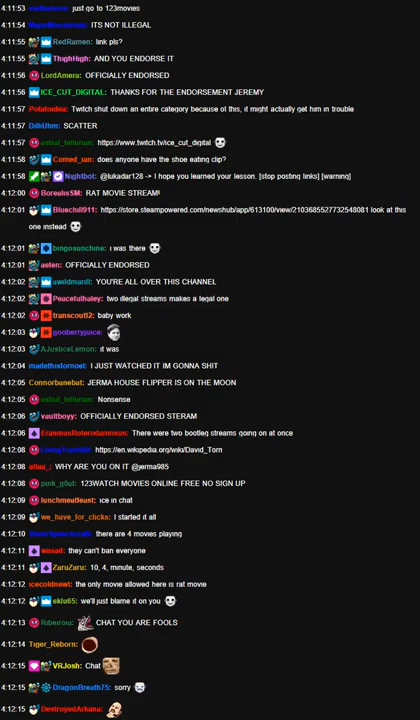 4:11:53 just go to 123movies
4:11:54 ITS NOT ILLEGAL
4:11:55 RedRamen: link pls?
4:11:55 ThighHigh: AND YOU ENDORSE IT
4:11:56 LordAmeru: OFFICIALLY ENDORSED
4:11:56 ICE_CUT_DIGITAL: THANKS FOR THE ENDORSEMENT JEREMY
4:11:57 Potatodea: Twitch shut down an entire category because of this, it might actually get him in trouble
4:11:57 DilliUhm: SCATTER
4:11:57 astral_tellurian: https://www.twitch.tv/ice_cut_digital
4:11:58 Corned_ian: does anyone have the shoe eating clip?
4:11:58 Nightbot: @lukadar128 -> I hope you learned your lesson. [stop posting links] [warning]
4:12:00 BorealisSM: RAT MOVIE STREAM!
4:12:01 Bluechill911: https://store.steampowered.com/newshub/app/613100/view/2103685527732548081 look at this
one instead
4:12:01 bingosunchine: i was there
4:12:01 aefen: OFFICIALLY ENDORSED
4:12:02 uwildmanll: YOU'RE ALL OVER THIS CHANNEL
4:12:02 Peacefulhaley: two illegal streams makes a legal one
4:12:02 transcoutf2: baby work
4:12:03 gooberryjuice:
4:12:03 AJusticeLemon: it was
4:12:04 madethisfornoel: I JUST WATCHED IT IM GONNA SHIT
4:12:05 Connorbunebat: JERMA HOUSE FLIPPER IS ON THE MOON
4:12:05 astral_tellurian: Nonsense
4:12:06 vaultboyy: OFFICIALLY ENDORSED STERAM
4:12:06 ErasmusRoterodamnsus: There were two bootleg streams going on at once
4:12:08 https://en.wikipedia.org/wiki/David_Torn
4:12:08 WHY ARE YOU ON IT @jerma985
4:12:08 pink_g0at: 123WATCH MOVIES ONLINE FREE NO SIGN UP
4:12:09 lunchmeatfeast: ice in chat
4:12:09 we_have_for_clicks: I started it all
4:12:10 there are 4 movies playing
4:12:11 wusad: they can't ban everyone
4:12:11 ZaruZaru: 10, 4, minute, seconds
4:12:12 icecoldnewt: the only movie allowed here is rat movie
4:12:12 eklu65: we'll just blame it on you
4:12:13 Ribeiroiu: CHAT YOU ARE FOOLS
4:12:14 Tiger_Reborn:
4:12:15 VRJosh: Chat
4:12:15 DragonBreath75: sorry
4:12:15 DestroyedArkana: